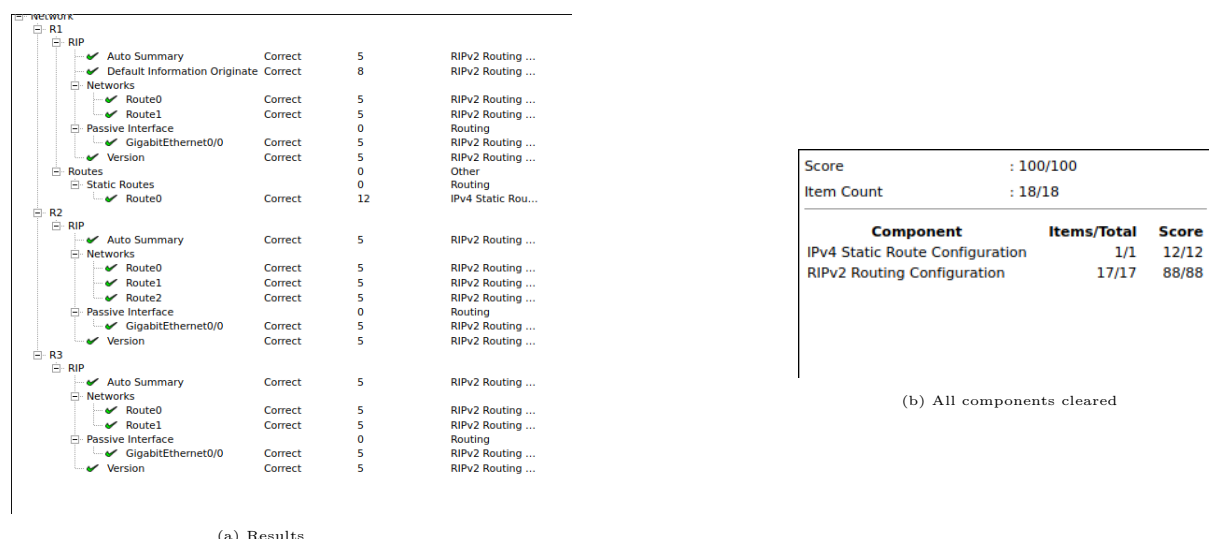 Network
R1
RIP
Auto Summary Correct 5 RIPv2 Routing ...
Default Information Originate Correct 8 RIPv2 Routing ...
Networks
Route0 Correct 5 RIPv2 Routing ...
Route1 Correct 5 RIPv2 Routing ...
Passive Interface 0 Routing
GigabitEthernet0/0 Correct 5 RIPv2 Routing ...
Version Correct 5 RIPv2 Routing ...
Routes 0 Other
Static Routes 0 Routing
Route0 Correct 12 IPv4 Static Rou...
R2
RIP
Auto Summary Correct 5 RIPv2 Routing ...
Networks
Route0 Correct 5 RIPv2 Routing ...
Route1 Correct 5 RIPv2 Routing ...
Route2 Correct 5 RIPv2 Routing ...
Passive Interface 0 Routing
GigabitEthernet0/0 Correct 5 RIPv2 Routing ...
Version Correct 5 RIPv2 Routing ...
R3
RIP
Auto Summary Correct 5 RIPv2 Routing ...
Networks
Route0 Correct 5 RIPv2 Routing ...
Route1 Correct 5 RIPv2 Routing ...
Passive Interface 0 Routing
GigabitEthernet0/0 Correct 5 RIPv2 Routing ...
Version Correct 5 RIPv2 Routing ...
(a) Results
Score : 100/100
Item Count : 18/18
Component Items/Total Score
IPv4 Static Route Configuration 1/1 12/12
RIPv2 Routing Configuration 17/17 88/88
(b) All components cleared